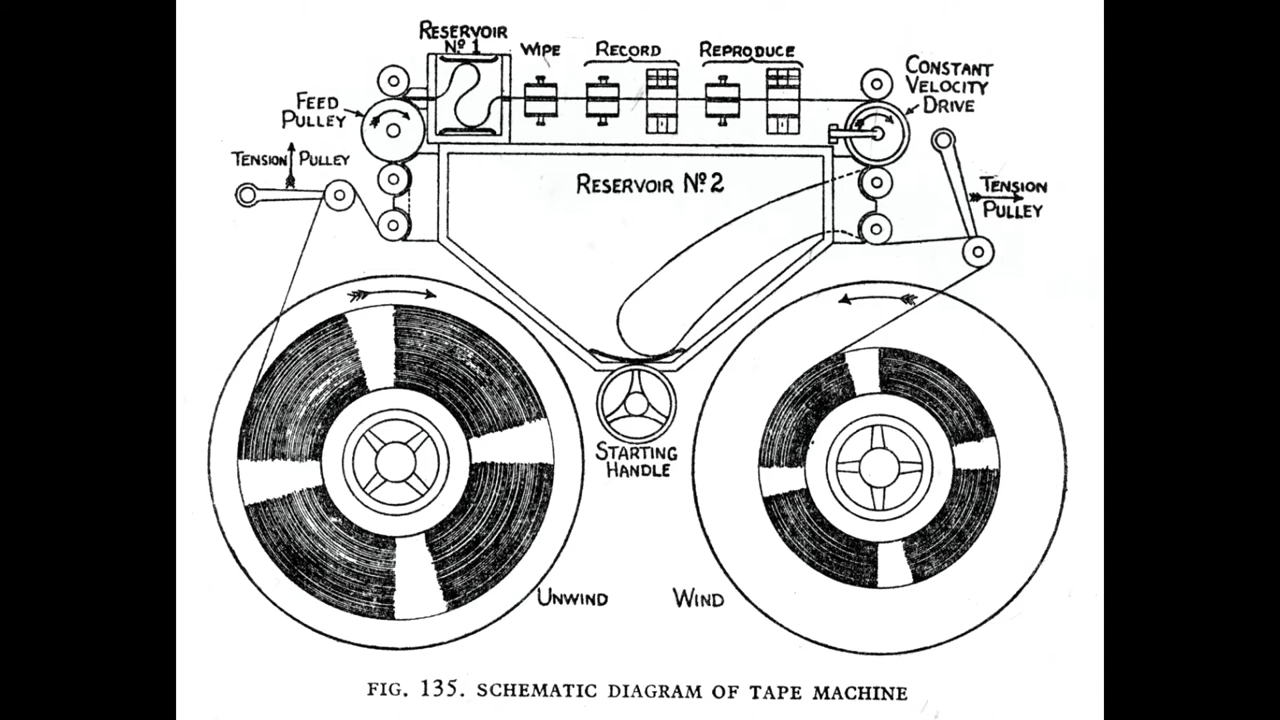 RESERVOIR
Nº 1
WIPE
RECORD
REPRODUCE
CONSTANT
VELOCITY
DRIVE
FEED
PULLEY
TENSION PULLEY
RESERVOIR Nº 2
TENSION
PULLEY
STARTING
HANDLE
UNWIND
WIND
FIG. 135. SCHEMATIC DIAGRAM OF TAPE MACHINE